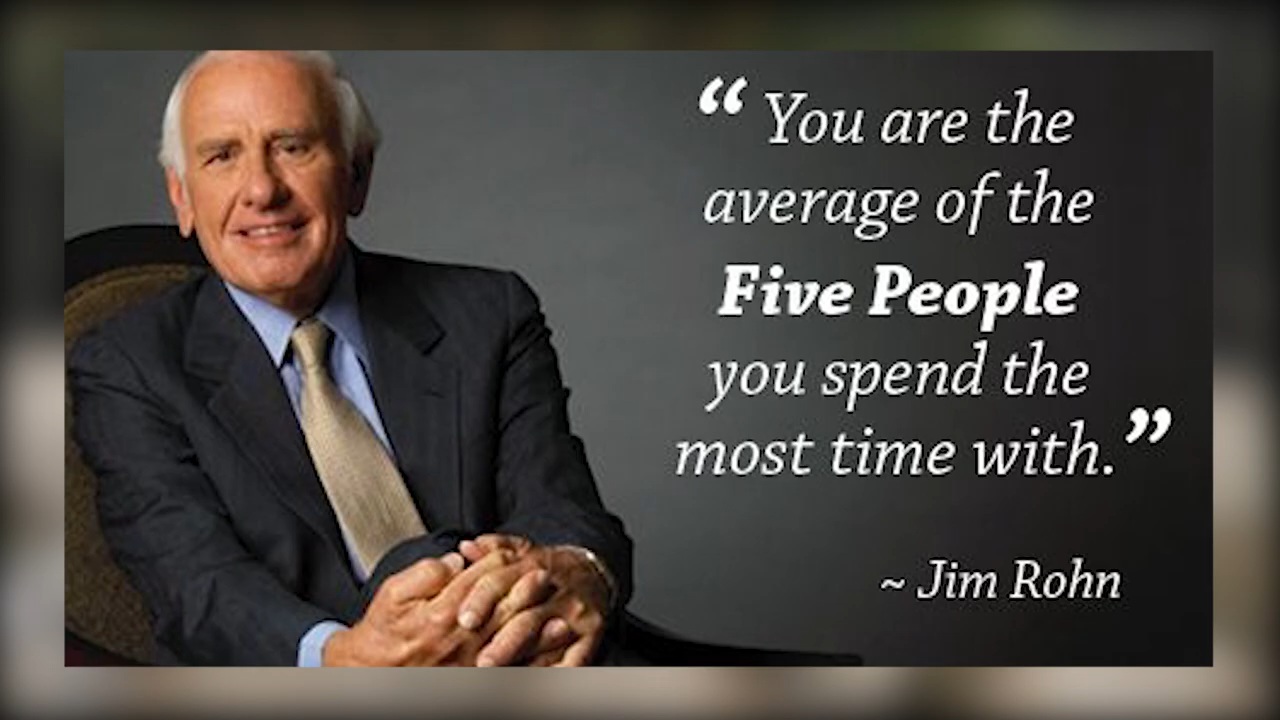 “ You are the
average of the
Five People
you spend the
most time with.”
~ Jim Rohn